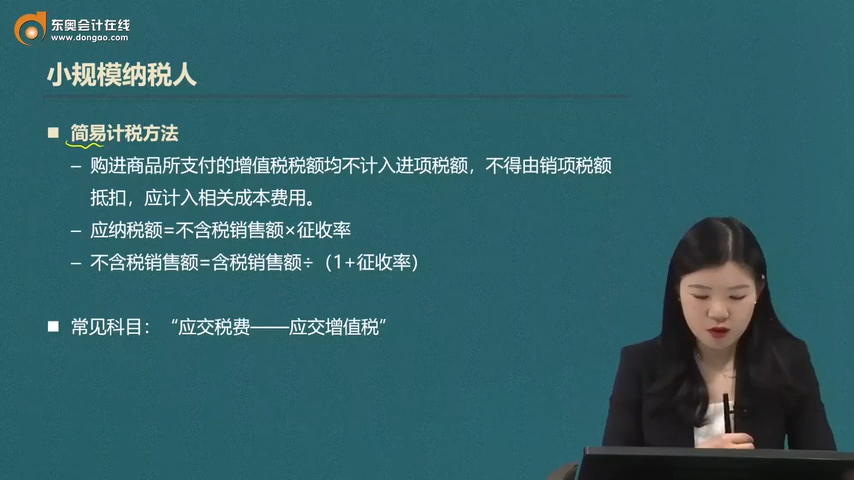 东奥会计在线
www.dongao.com
小规模纳税人
■ 简易计税方法
– 购进商品所支付的增值税税额均不计入进项税额，不得由销项税额
抵扣，应计入相关成本费用。
– 应纳税额=不含税销售额×征收率
– 不含税销售额=含税销售额÷（1+征收率）
■ 常见科目：“应交税费——应交增值税”